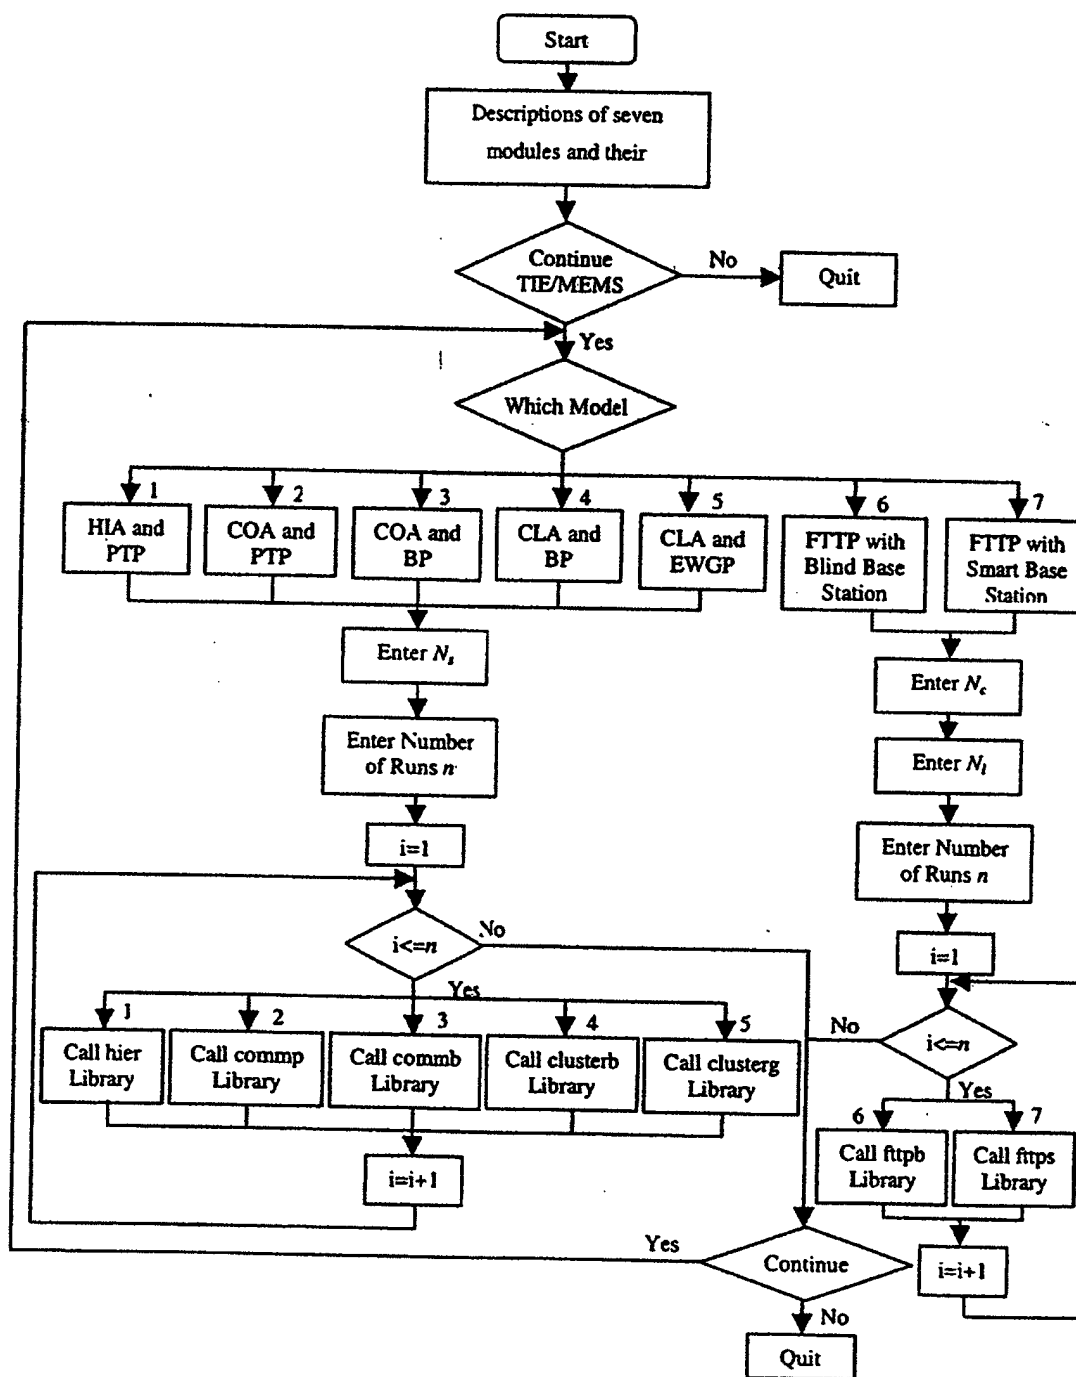 Start
Descriptions of seven
modules and their
Continue
TIE/MEMS
No
Quit
Yes
Which Model
1
2
3
4
5
6
7
HIA and
PTP
COA and
PTP
COA and
BP
CLA and
BP
CLA and
EWGP
FTTP with
Blind Base
Station
FTTP with
Smart Base
Station
Enter Ns
Enter Number
of Runs n
i=1
i<=n
No
Yes
Enter Nc
Enter Nl
Enter Number
of Runs n
i=1
i<=n
No
Yes
1
2
3
4
5
Call hier
Library
Call commp
Library
Call commb
Library
Call clusterb
Library
Call clusterg
Library
i=i+1
6
7
Call fttpb
Library
Call fttps
Library
i=i+1
Continue
Yes
No
Quit